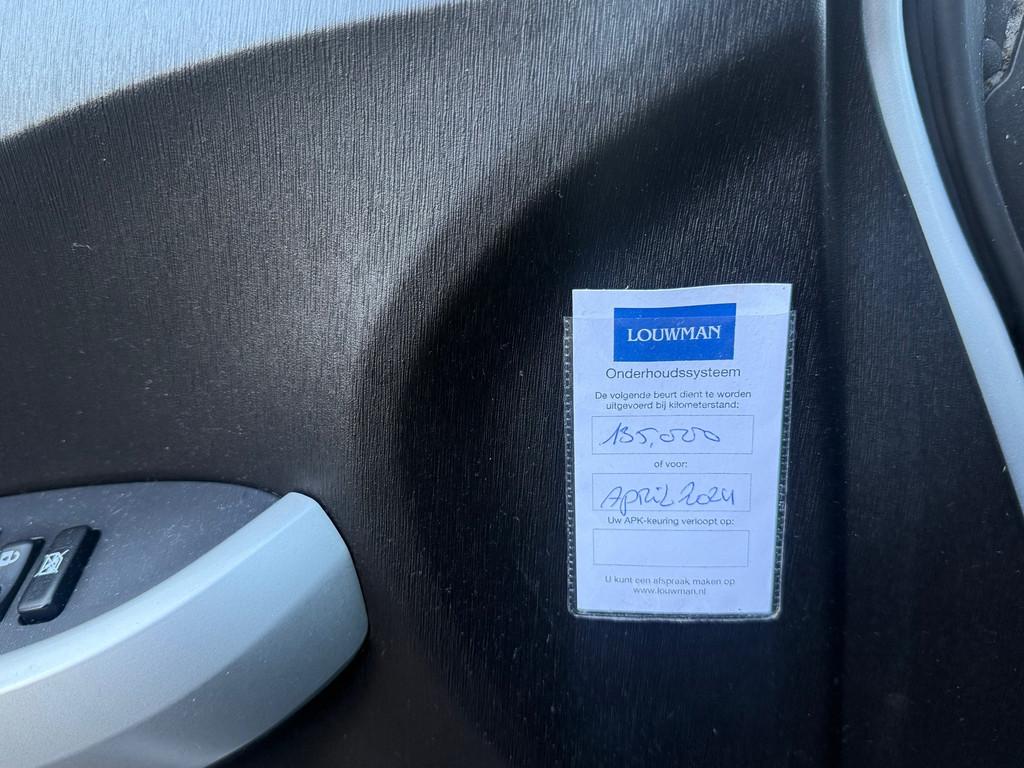 LOUWMAN
Onderhoudssysteem
De volgende beurt dient te worden
uitgevoerd bij kilometerstand:
135,000
of voor:
April 2024
Uw APK-keuring verloopt op:
U kunt een afspraak maken op
www.louwman.nl